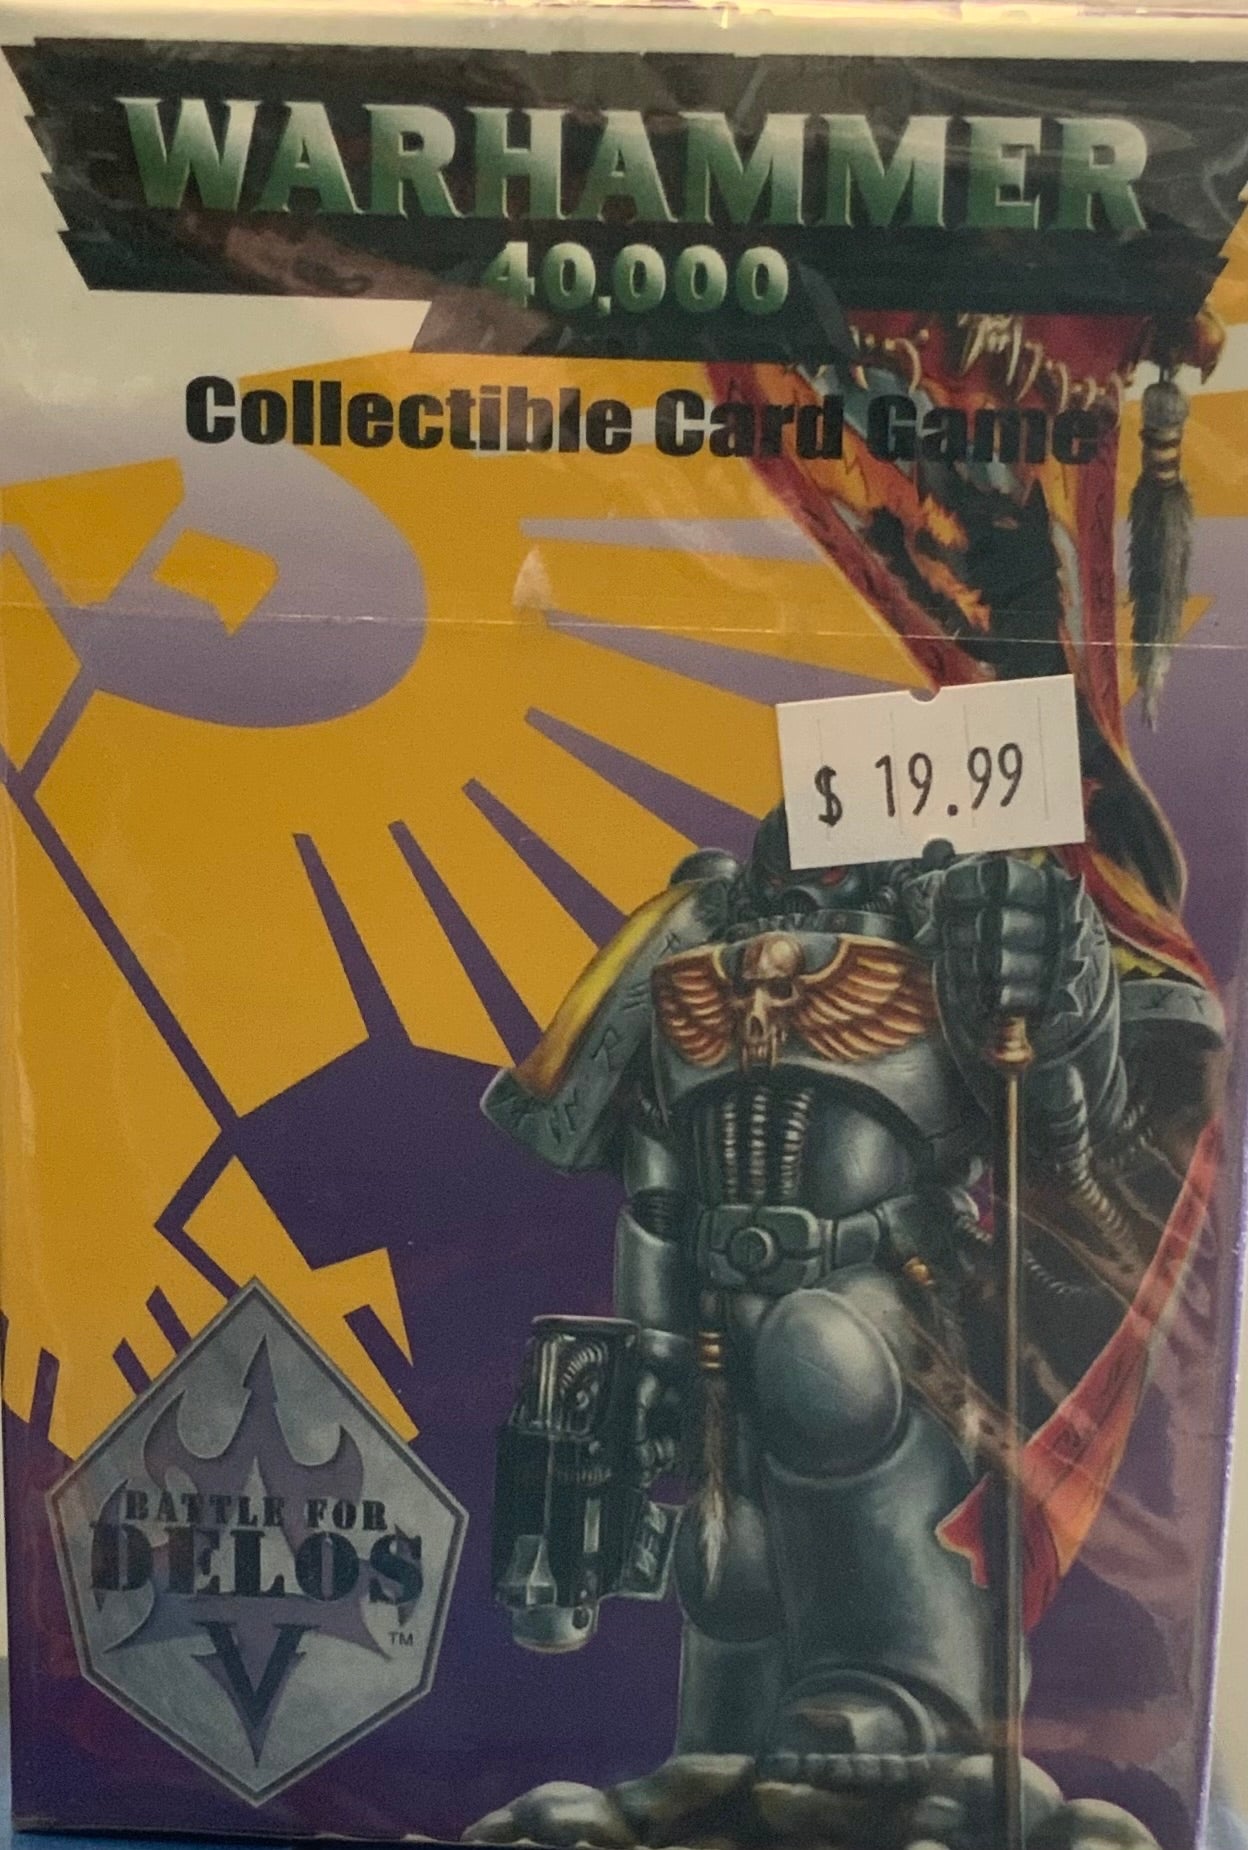 WARHAMMER
40,000
Collectible Card Game
$ 19.99
BATTLE FOR
DELOS
V
TM